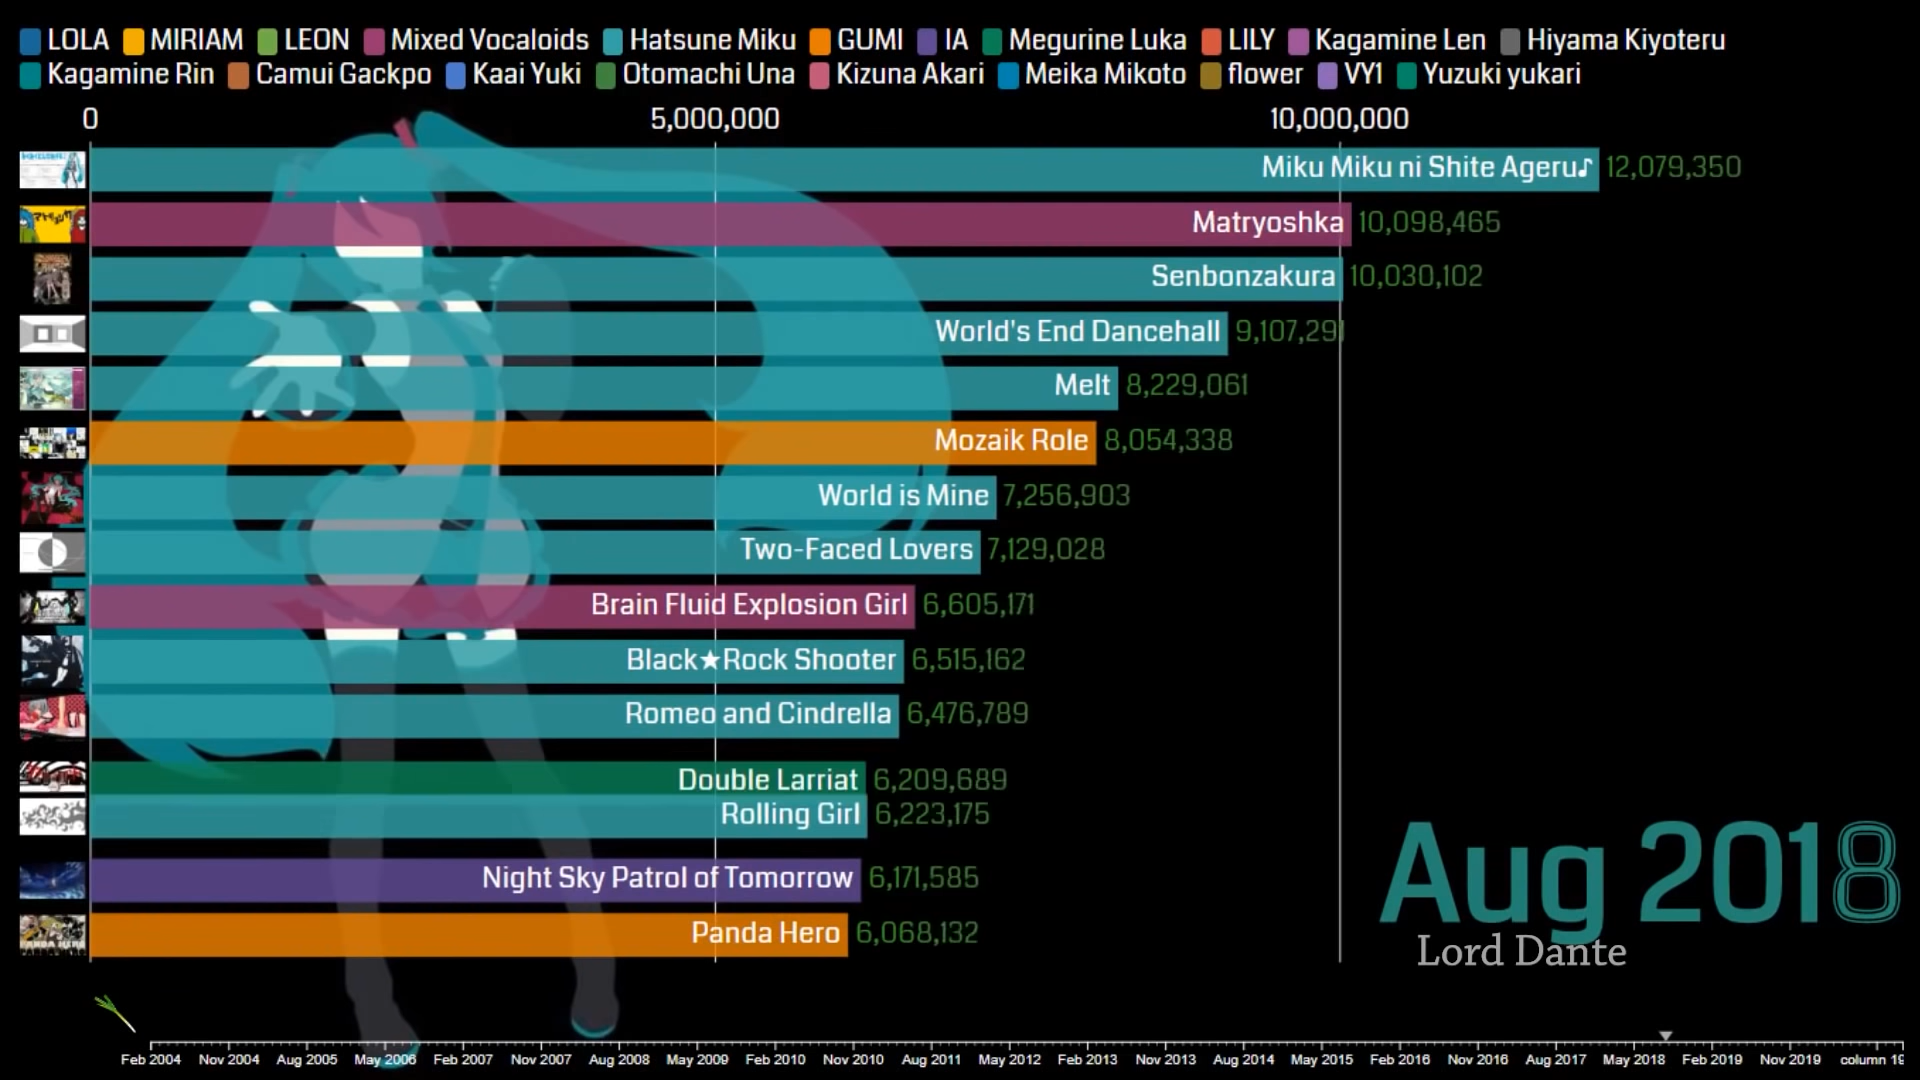 LOLA MIRIAM LEON Mixed Vocaloids Hatsune Miku GUMI IA Megurine Luka LILY Kagamine Len Hiyama Kiyoteru
Kagamine Rin Camui Gackpo Kaai Yuki Otomachi Una Kizuna Akari Meika Mikoto flower VY1 Yuzuki yukari
0 5,000,000 10,000,000
Miku Miku ni Shite Ageru♪ 12,079,350
Matryoshka 10,098,465
Senbonzakura 10,030,102
World's End Dancehall 9,107,291
Melt 8,229,061
Mozaik Role 8,054,338
World is Mine 7,256,903
Two-Faced Lovers 7,129,028
Brain Fluid Explosion Girl 6,605,171
Black★Rock Shooter 6,515,162
Romeo and Cindrella 6,476,789
Double Larriat 6,209,689
Rolling Girl 6,223,175
Night Sky Patrol of Tomorrow 6,171,585
PANDA HERO Panda Hero 6,068,132
Aug 2018
Lord Dante
Feb 2004 Nov 2004 Aug 2005 May 2006 Feb 2007 Nov 2007 Aug 2008 May 2009 Feb 2010 Nov 2010 Aug 2011 May 2012 Feb 2013 Nov 2013 Aug 2014 May 2015 Feb 2016 Nov 2016 Aug 2017 May 2018 Feb 2019 Nov 2019 column 19